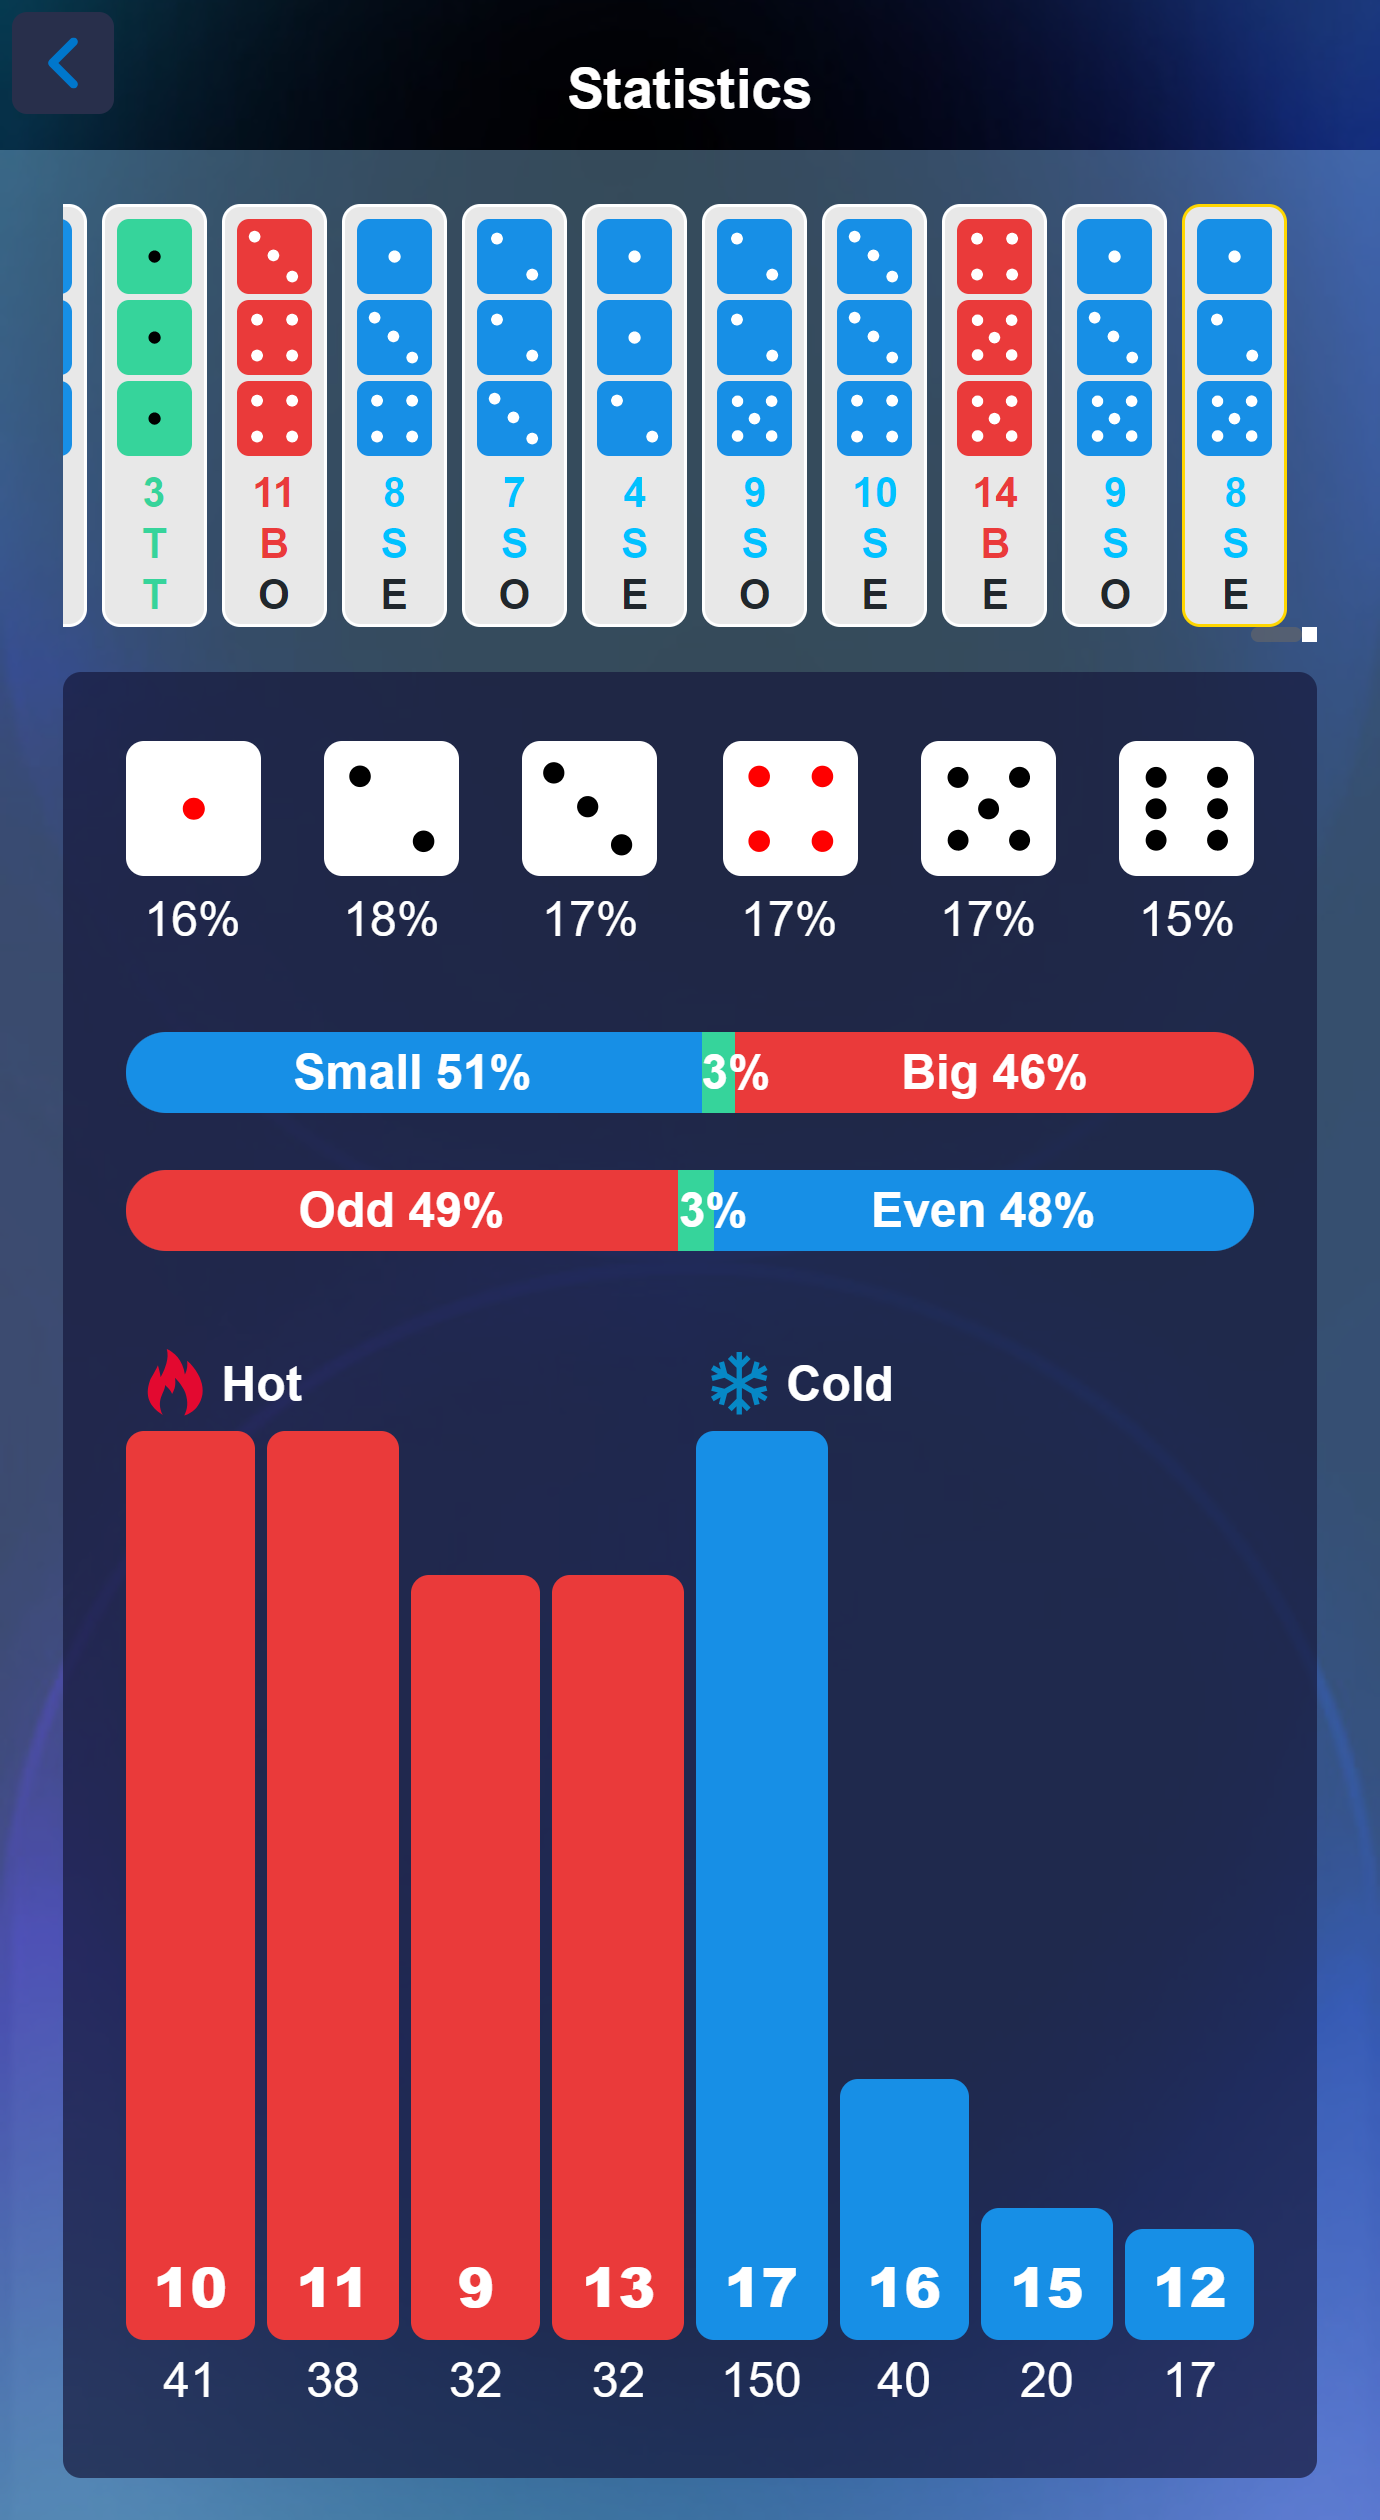 Statistics
3 11 8 7 4 9 10 14 9 8
T B S S S S S B S S
T O E O E O E E O E
16% 18% 17% 17% 17% 15%
Small 51% 3% Big 46%
Odd 49% 3% Even 48%
Hot Cold
10 11 9 13 17 16 15 12
41 38 32 32 150 40 20 17